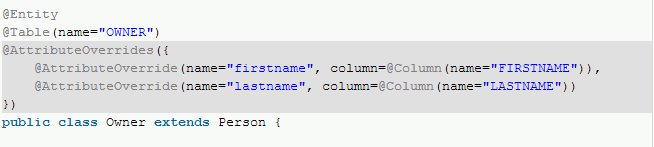 @Entity
@Table(name="OWNER")
@AttributeOverrides({
    @AttributeOverride(name="firstname", column=@Column(name="FIRSTNAME")),
    @AttributeOverride(name="lastname", column=@Column(name="LASTNAME"))
})
public class Owner extends Person {